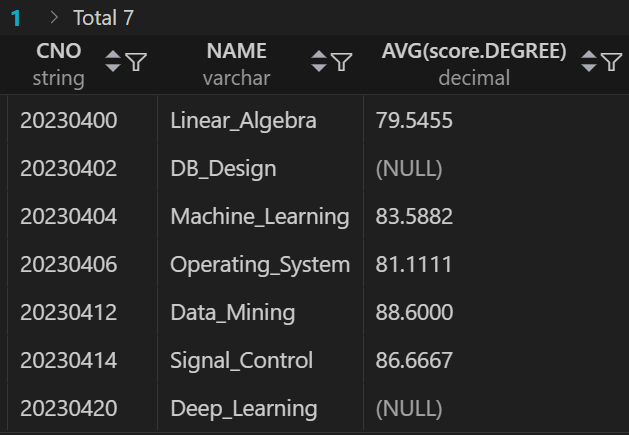 1 > Total 7
CNO NAME AVG(score.DEGREE)
string varchar decimal
20230400 Linear_Algebra 79.5455
20230402 DB_Design (NULL)
20230404 Machine_Learning 83.5882
20230406 Operating_System 81.1111
20230412 Data_Mining 88.6000
20230414 Signal_Control 86.6667
20230420 Deep_Learning (NULL)